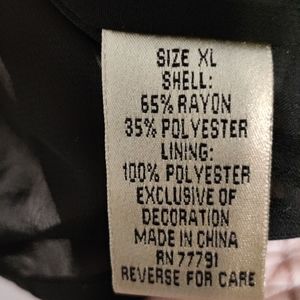 SIZE XL
SHELL:
65% RAYON
35% POLYESTER
LINING:
100% POLYESTER
EXCLUSIVE OF
DECORATION
MADE IN CHINA
RN 77791
REVERSE FOR CARE